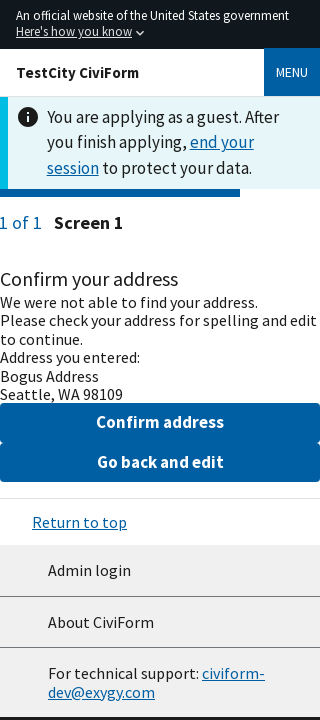 An official website of the United States government
Here's how you know
TestCity CiviForm
MENU
You are applying as a guest. After
you finish applying, end your
session to protect your data.
1 of 1 Screen 1
Confirm your address
We were not able to find your address.
Please check your address for spelling and edit
to continue.
Address you entered:
Bogus Address
Seattle, WA 98109
Confirm address
Go back and edit
Return to top
Admin login
About CiviForm
For technical support: civiform-
dev@exygy.com